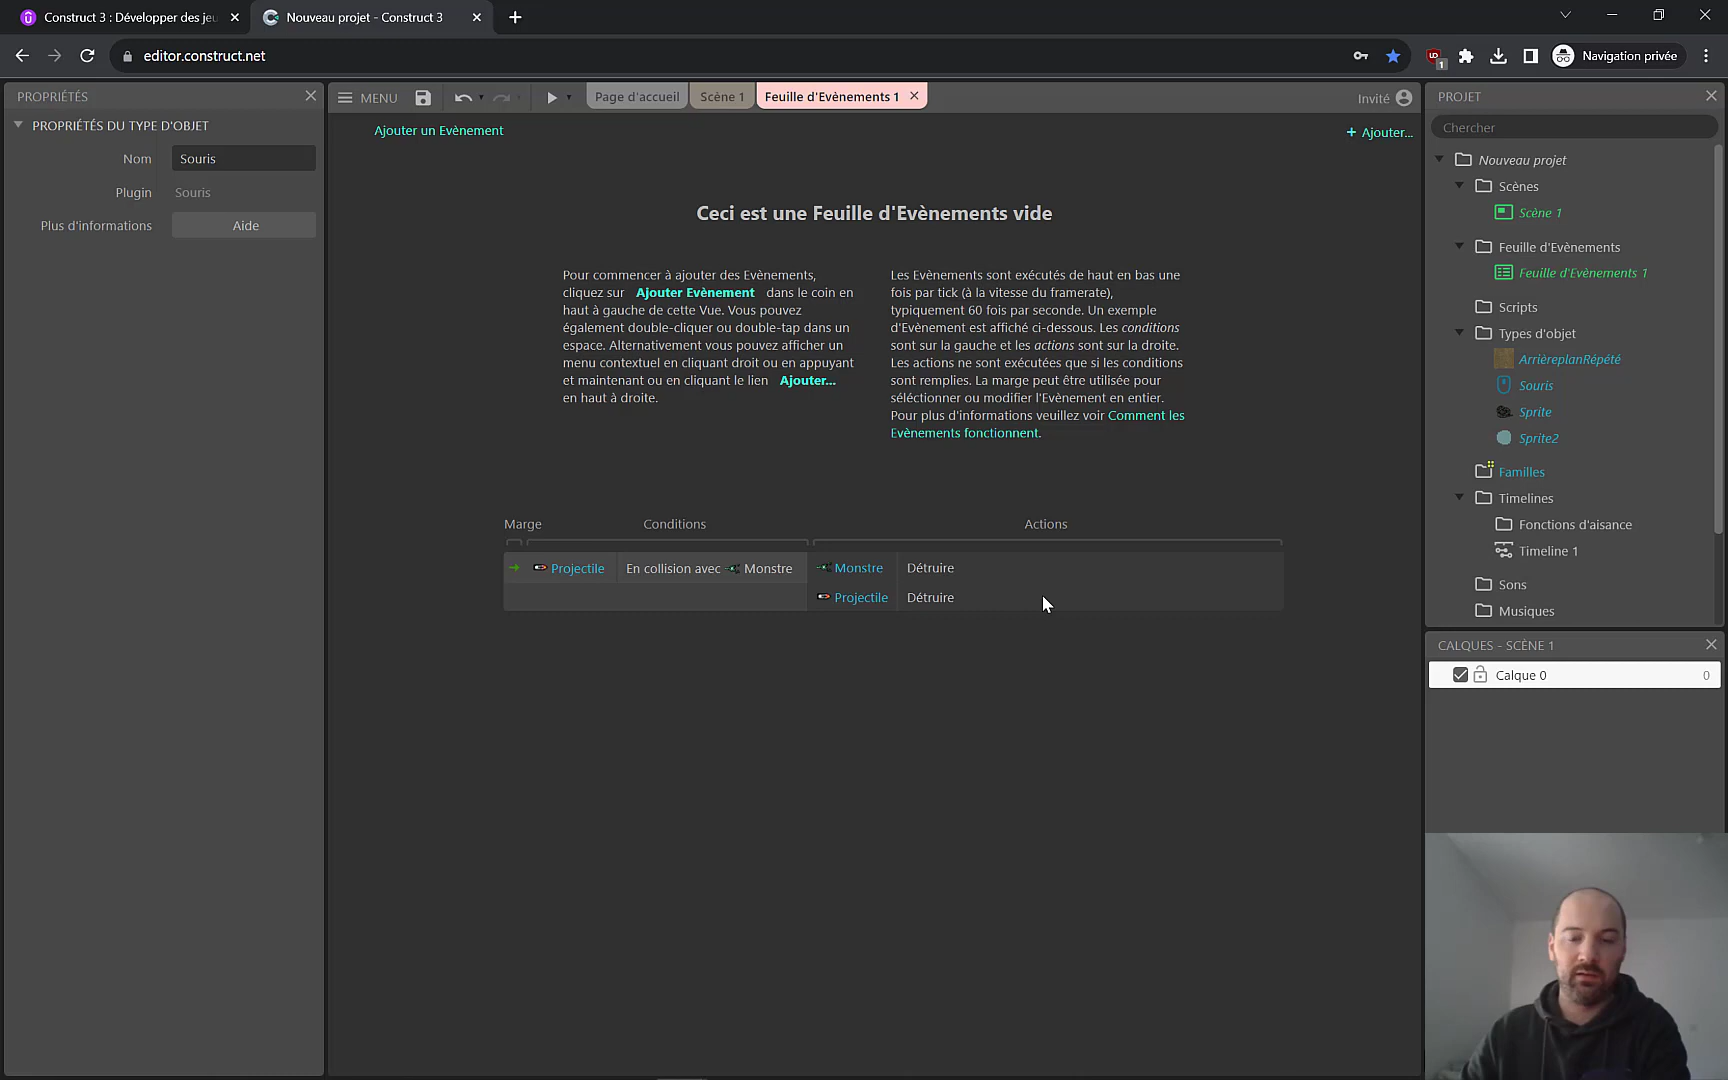 Construct 3 : Développer des jeu
Nouveau projet - Construct 3
editor.construct.net
1
Navigation privée
PROPRIÉTÉS
MENU
Page d'accueil
Scène 1
Feuille d'Evènements 1
Invité
PROJET
PROPRIÉTÉS DU TYPE D'OBJET
Nom
Souris
Plugin
Souris
Plus d'informations
Aide
Ajouter un Evènement
+ Ajouter...
Ceci est une Feuille d'Evènements vide
Pour commencer à ajouter des Evènements,
cliquez sur Ajouter Evènement dans le coin en
haut à gauche de cette Vue. Vous pouvez
également double-cliquer ou double-tap dans un
espace. Alternativement vous pouvez afficher un
menu contextuel en cliquant droit ou en appuyant
et maintenant ou en cliquant le lien Ajouter...
en haut à droite.
Les Evènements sont exécutés de haut en bas une
fois par tick (à la vitesse du framerate),
typiquement 60 fois par seconde. Un exemple
d'Evènement est affiché ci-dessous. Les conditions
sont sur la gauche et les actions sont sur la droite.
Les actions ne sont exécutées que si les conditions
sont remplies. La marge peut être utilisée pour
séléctionner ou modifier l'Evènement en entier.
Pour plus d'informations veuillez voir Comment les
Evènements fonctionnent.
Marge
Conditions
Actions
Projectile
En collision avec Monstre
Monstre
Détruire
Projectile
Détruire
Chercher
Nouveau projet
Scènes
Scène 1
Feuille d'Evènements
Feuille d'Evènements 1
Scripts
Types d'objet
ArrièreplanRépété
Souris
Sprite
Sprite2
Familles
Timelines
Fonctions d'aisance
Timeline 1
Sons
Musiques
CALQUES - SCÈNE 1
Calque 0
0